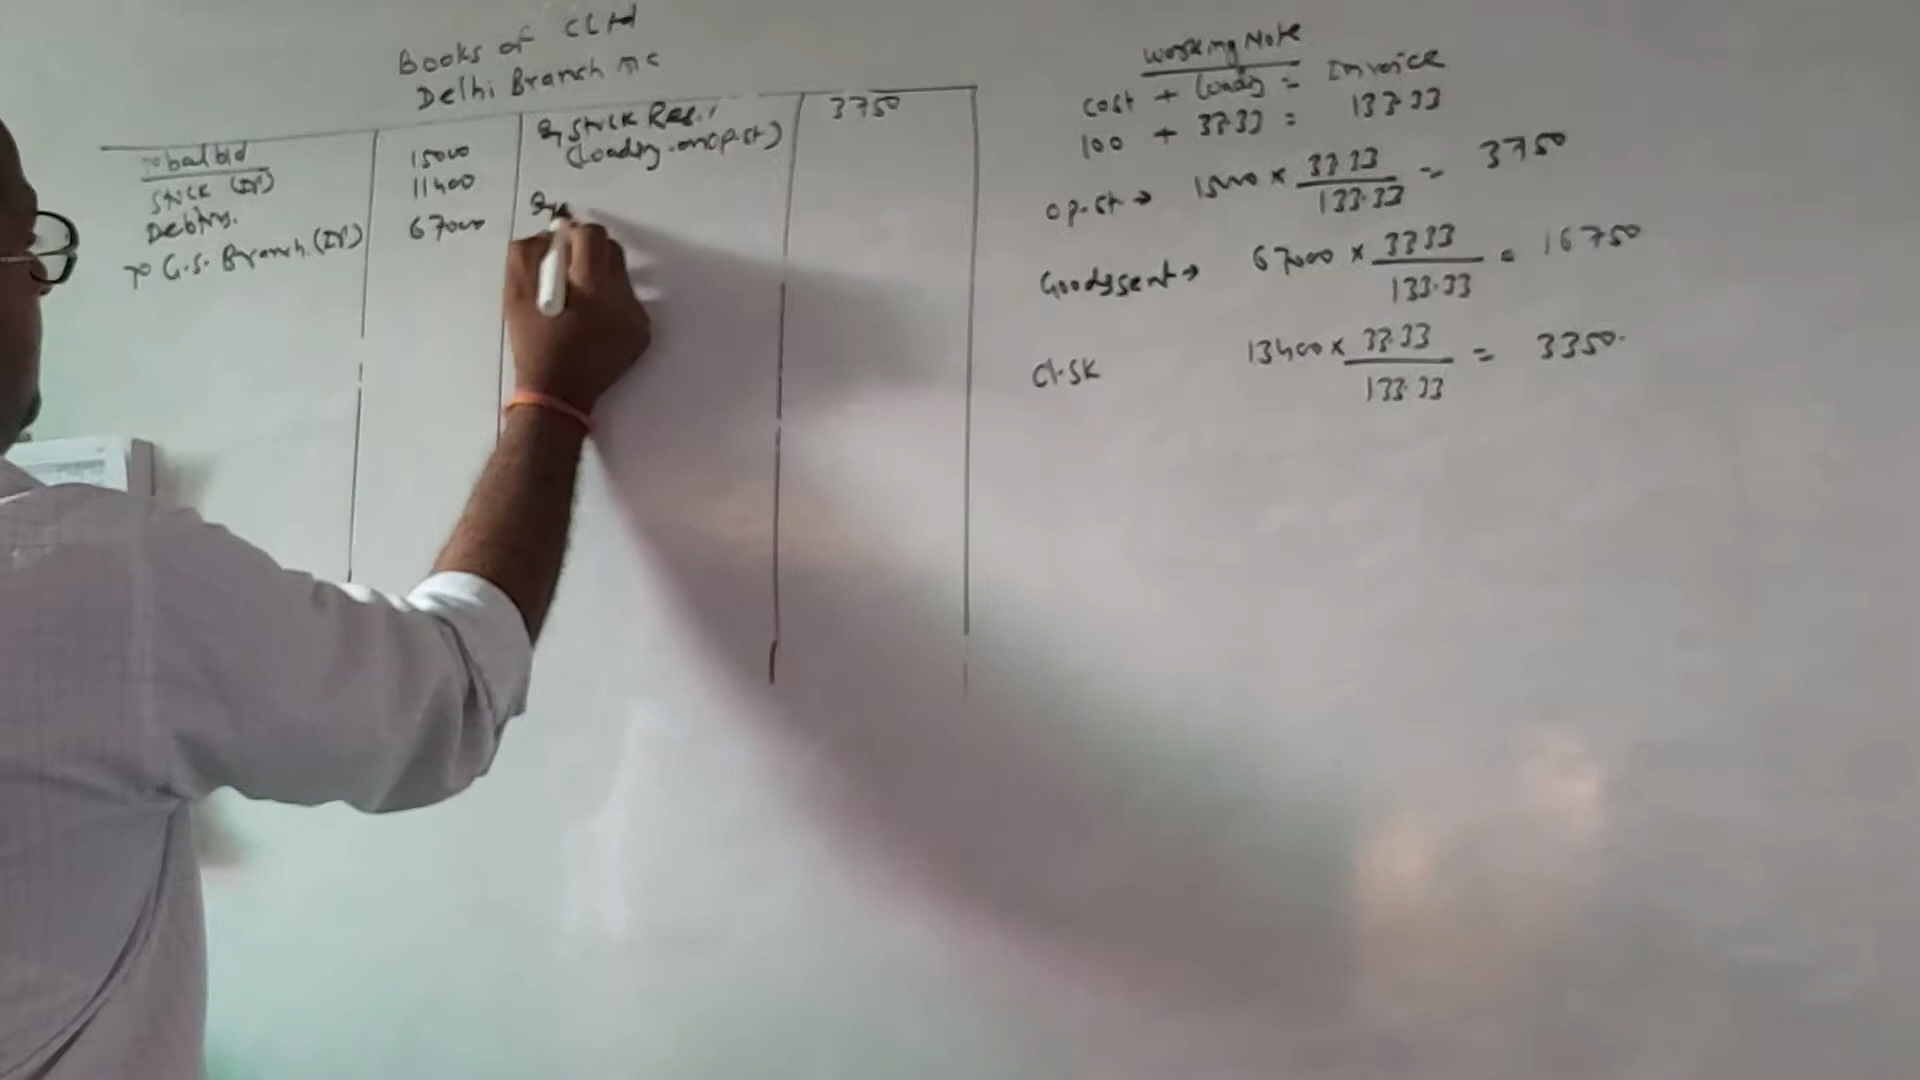 Books of C Ltd
Delhi Branch A/c
To bal b/d
Stock (IP)
Debtors.
To G.S. Branch. (IP)
15000
11400
67000
By Stock Res.
(Loading on op.st)
By
3750
Working Note
Cost + Loadg = Invoice
100 + 33.33 = 133.33
op.st → 15000 × 33.33 / 133.33 = 3750
Goods sent → 67000 × 33.33 / 133.33 = 16750
Cl.sk 13400 × 33.33 / 133.33 = 3350.